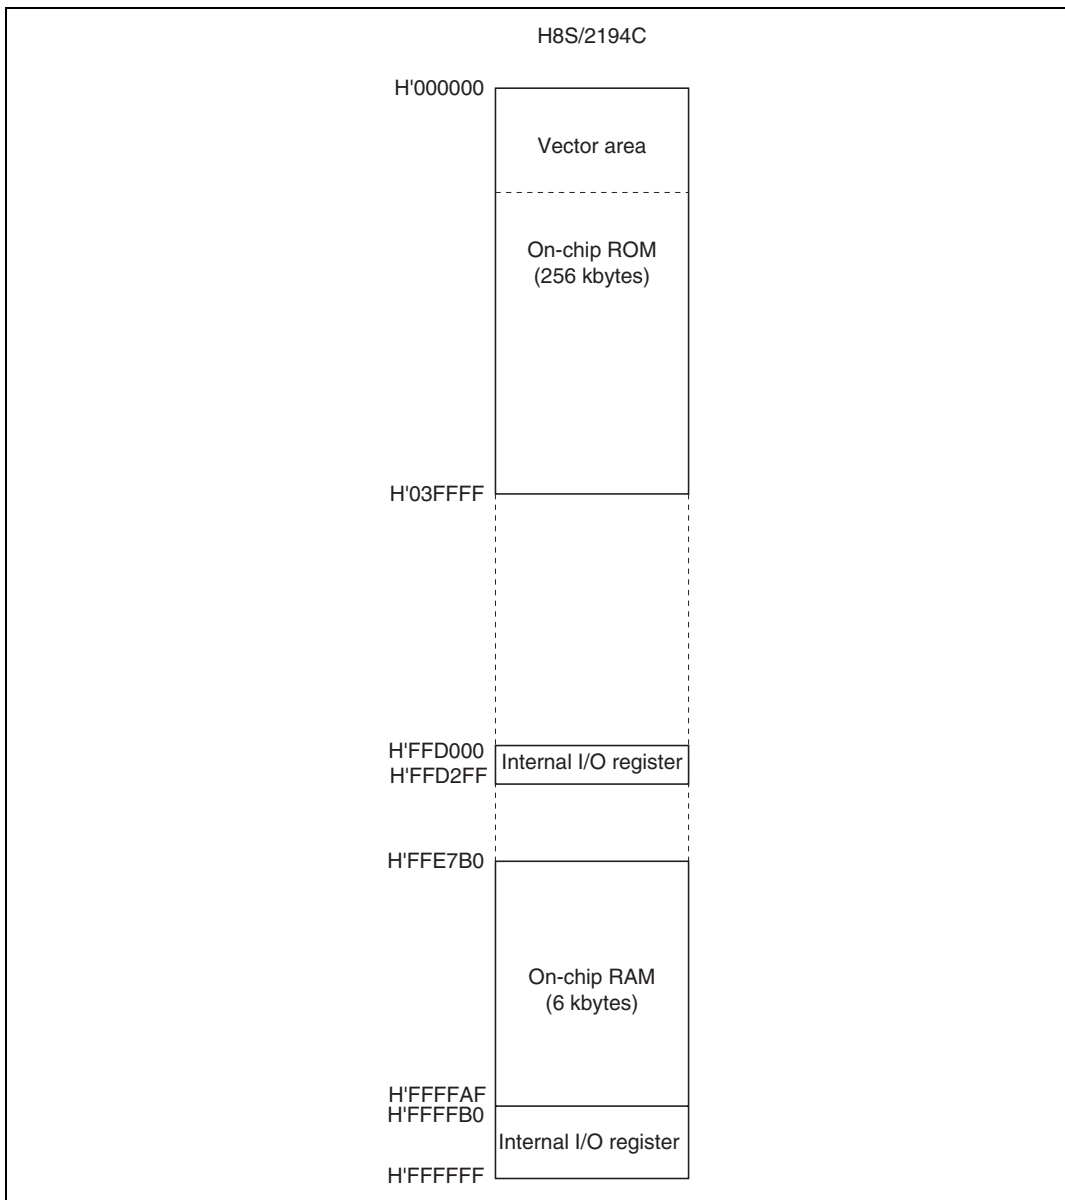 H8S/2194C
H'000000
Vector area
On-chip ROM
(256 kbytes)
H'03FFFF
H'FFD000
Internal I/O register
H'FFD2FF
H'FFE7B0
On-chip RAM
(6 kbytes)
H'FFFFAF
H'FFFFB0
Internal I/O register
H'FFFFFF